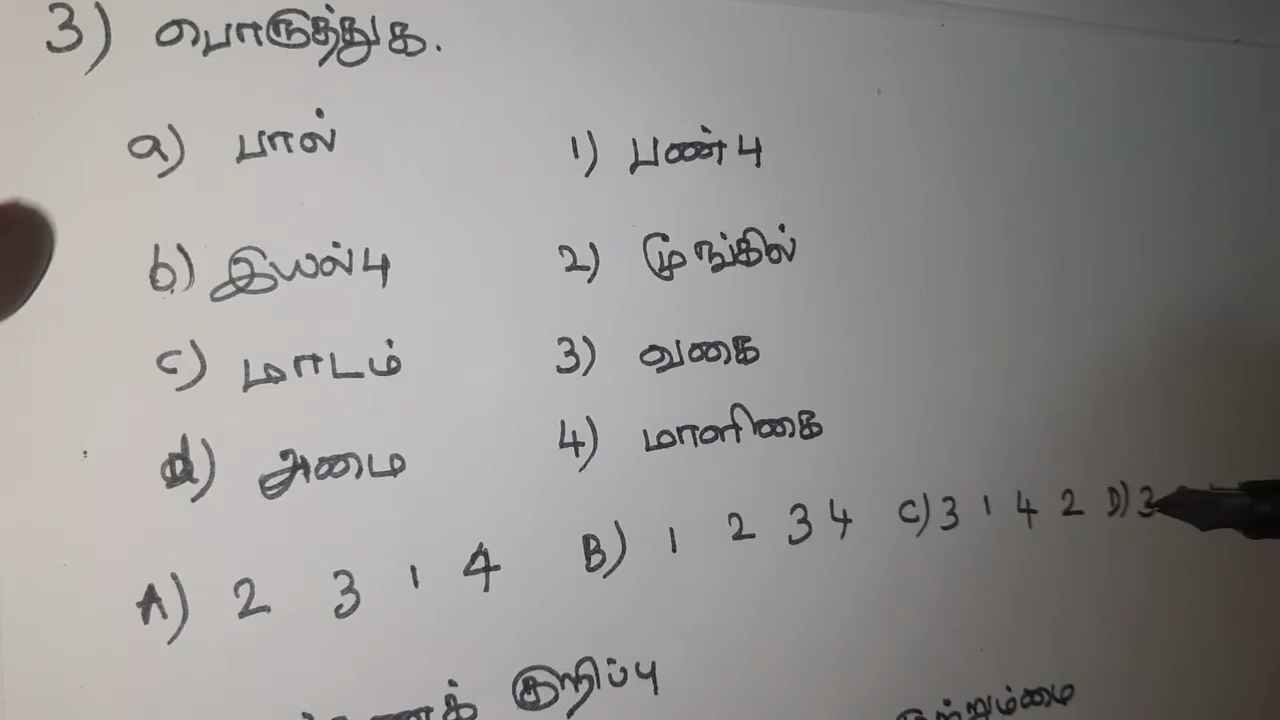 3) பொருத்துக.
a) பால் 1) பண்பு
b) இயல்பு 2) மூங்கில்
c) மாடம் 3) வகை
d) அமை 4) மாளிகை
A) 2 3 1 4 B) 1 2 3 4 C) 3 1 4 2 D) 3
குறிப்பு